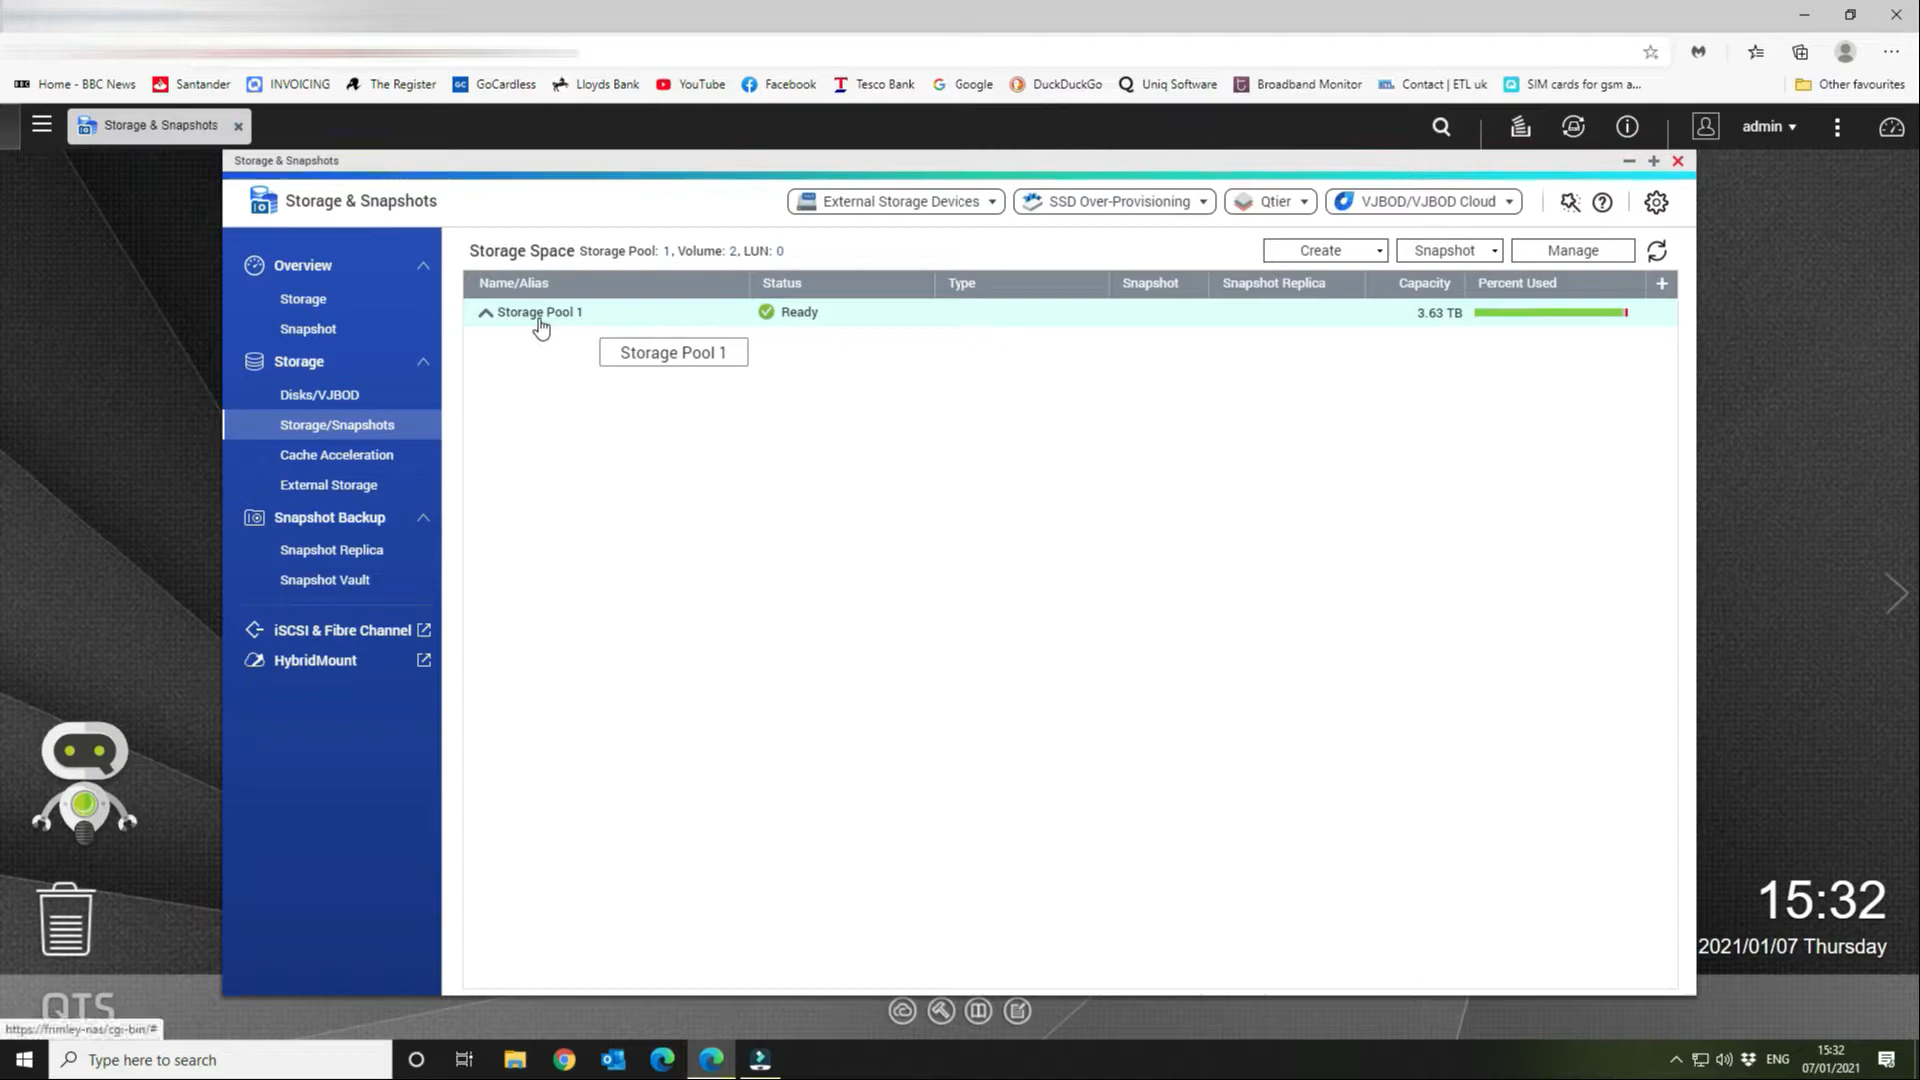 Home - BBC News
Santander
INVOICING
The Register
GoCardless
Lloyds Bank
YouTube
Facebook
Tesco Bank
Google
DuckDuckGo
Uniq Software
Broadband Monitor
Contact | ETL uk
SIM cards for gsm a...
Other favourites
Storage & Snapshots
admin
Storage & Snapshots
Storage & Snapshots
External Storage Devices
SSD Over-Provisioning
Qtier
VJBOD/VJBOD Cloud
Overview
Storage
Snapshot
Storage
Disks/VJBOD
Storage/Snapshots
Cache Acceleration
External Storage
Snapshot Backup
Snapshot Replica
Snapshot Vault
iSCSI & Fibre Channel
HybridMount
Storage Space Storage Pool: 1, Volume: 2, LUN: 0
Create
Snapshot
Manage
Name/Alias Status Type Snapshot Snapshot Replica Capacity Percent Used
Storage Pool 1 Ready 3.63 TB
Storage Pool 1
15:32
2021/01/07 Thursday
QTS
https://frimley-nas/cgi-bin/#
Type here to search
ENG
15:32
07/01/2021